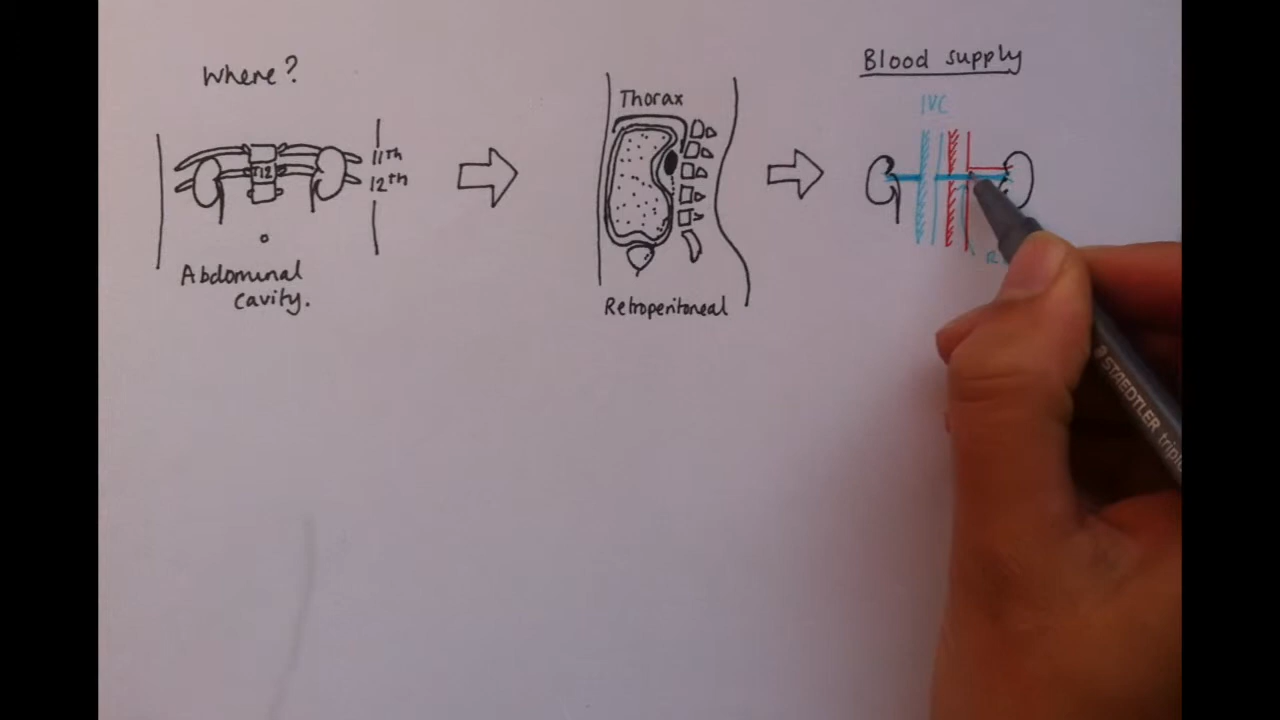 Where?
11th
T12
12th
Abdominal
cavity.
Thorax
Retroperitoneal
Blood supply
IVC
R
STAEDTLER